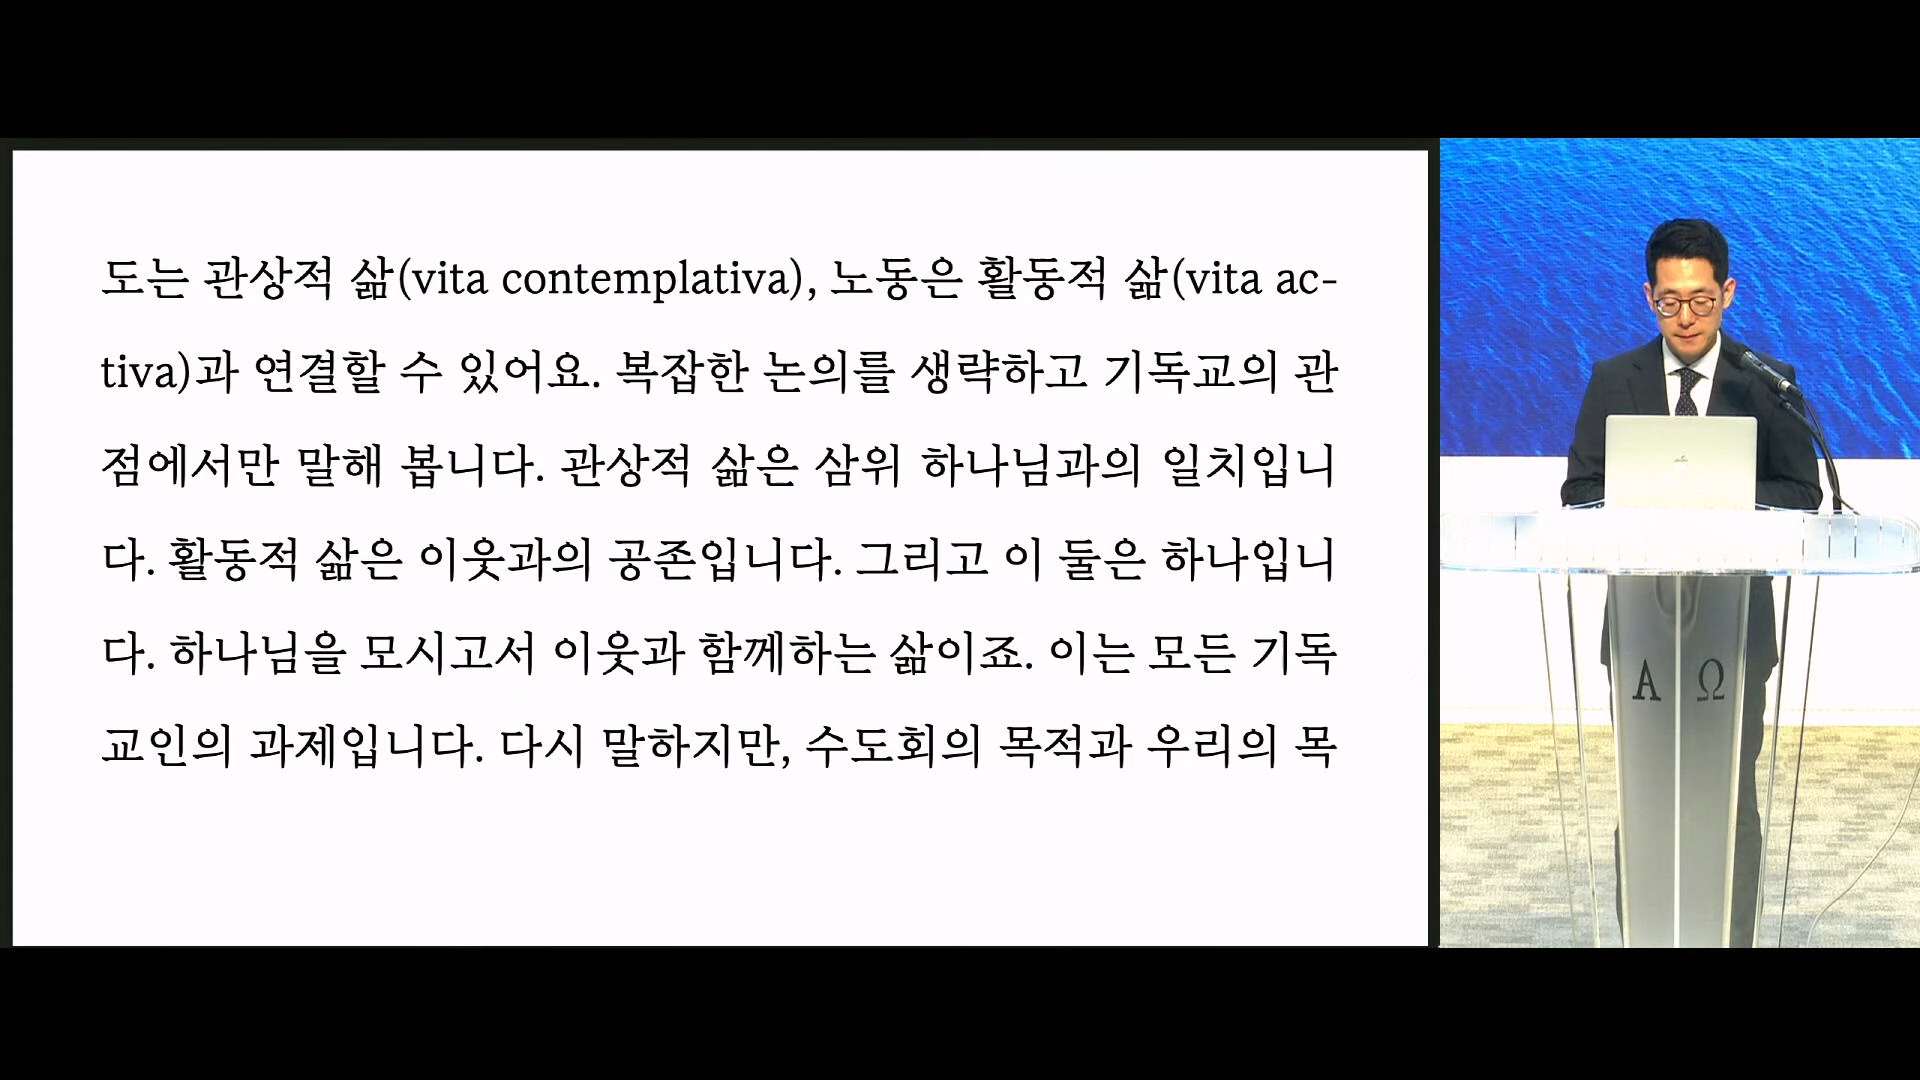 도는 관상적 삶(vita contemplativa), 노동은 활동적 삶(vita ac-
tiva)과 연결할 수 있어요. 복잡한 논의를 생략하고 기독교의 관
점에서만 말해 봅니다. 관상적 삶은 삼위 하나님과의 일치입니
다. 활동적 삶은 이웃과의 공존입니다. 그리고 이 둘은 하나입니
다. 하나님을 모시고서 이웃과 함께하는 삶이죠. 이는 모든 기독
교인의 과제입니다. 다시 말하지만, 수도회의 목적과 우리의 목
Α Ω